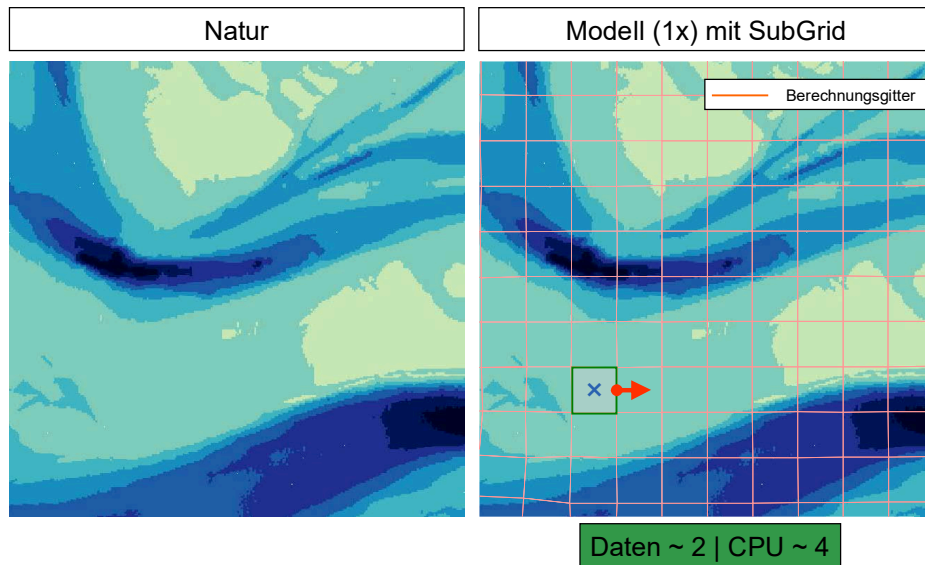 Natur
Modell (1x) mit SubGrid
Berechnungsgitter
Daten ~ 2 | CPU ~ 4